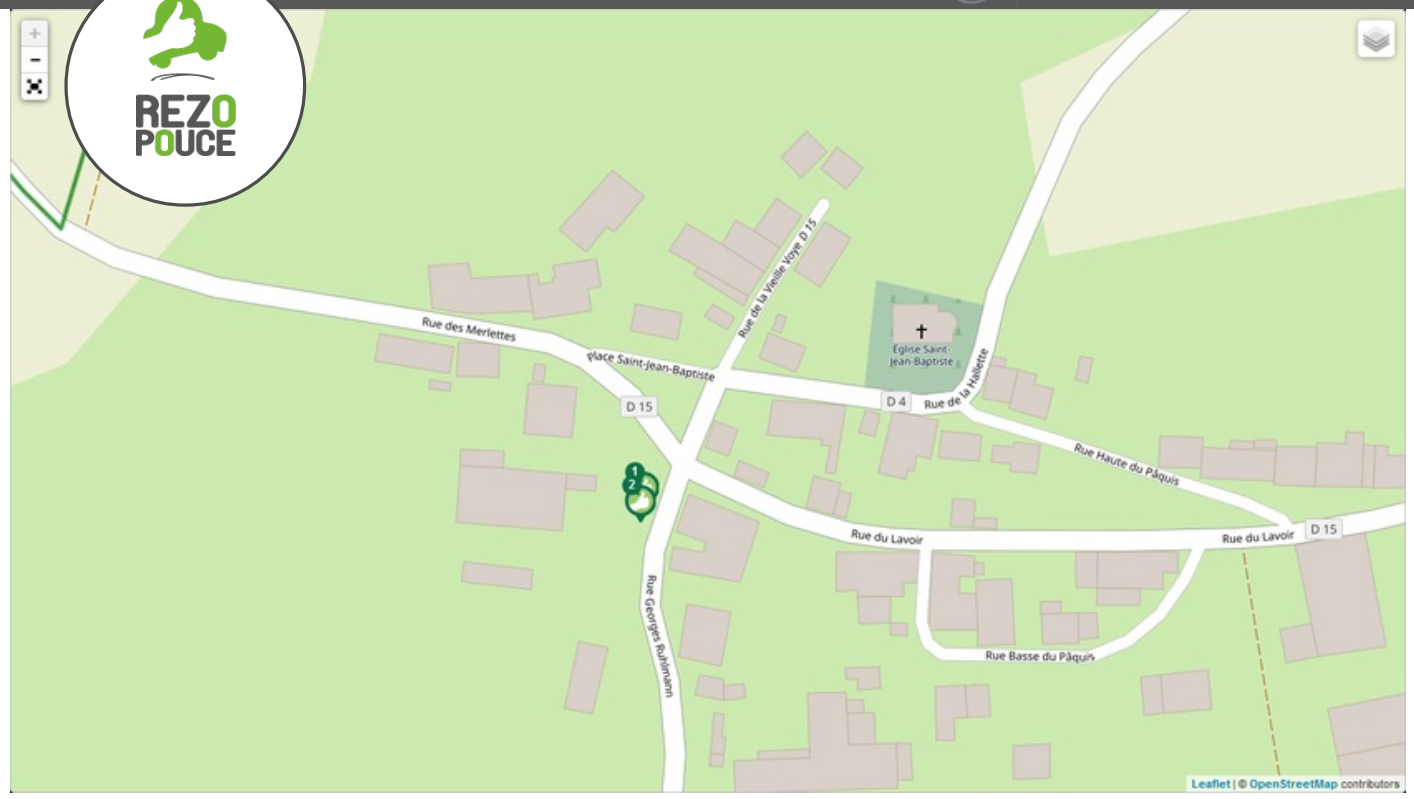 +
-
REZO
POUCE
Rue de la Vieille Voye D 15
Rue des Merlettes
Place Saint-Jean-Baptiste
Église Saint-
Jean-Baptiste
D 15
D 4
Rue de la Hallette
1
2
Rue Haute du Pâquis
Rue du Lavoir
Rue du Lavoir
D 15
Rue Georges Ruhlmann
Rue Basse du Pâquis
Leaflet | © OpenStreetMap contributors